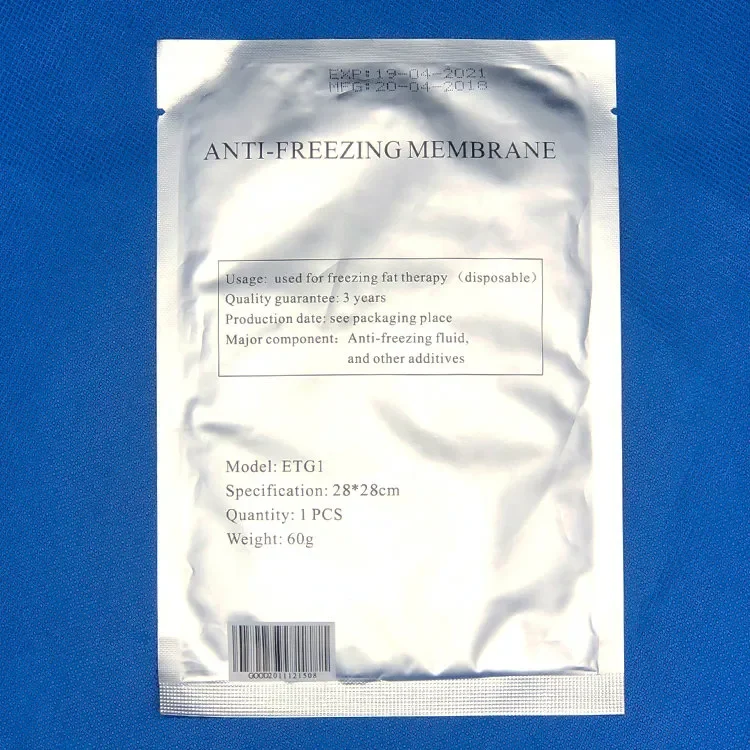 EXP:19-04-2021
MFG:20-04-2018
ANTI-FREEZING MEMBRANE
Usage: used for freezing fat therapy （disposable）
Quality guarantee: 3 years
Production date: see packaging place
Major component: Anti-freezing fluid,
and other additives
Model: ETG1
Specification: 28*28cm
Quantity: 1 PCS
Weight: 60g
GOOD2011121508